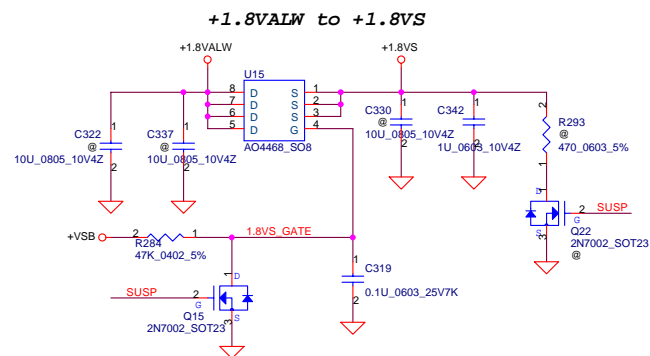 +1.8VALW to +1.8VS
+1.8VALW
+1.8VS
U15
8 D S 1
7 D S 2
6 D S 3
5 D G 4
AO4468_SO8
C322
@
10U_0805_10V4Z
1
2
C337
@
10U_0805_10V4Z
1
2
C330
@
10U_0805_10V4Z
1
2
C342
1U_0603_10V4Z
1
2
2
R293
@
470_0603_5%
1
D
1
2
G
SUSP
S
3
Q22
2N7002_SOT23
@
+VSB
2
1
R284
47K_0402_5%
1.8VS_GATE
SUSP
2
G
1
D
3
S
Q15
2N7002_SOT23
1
C319
0.1U_0603_25V7K
2